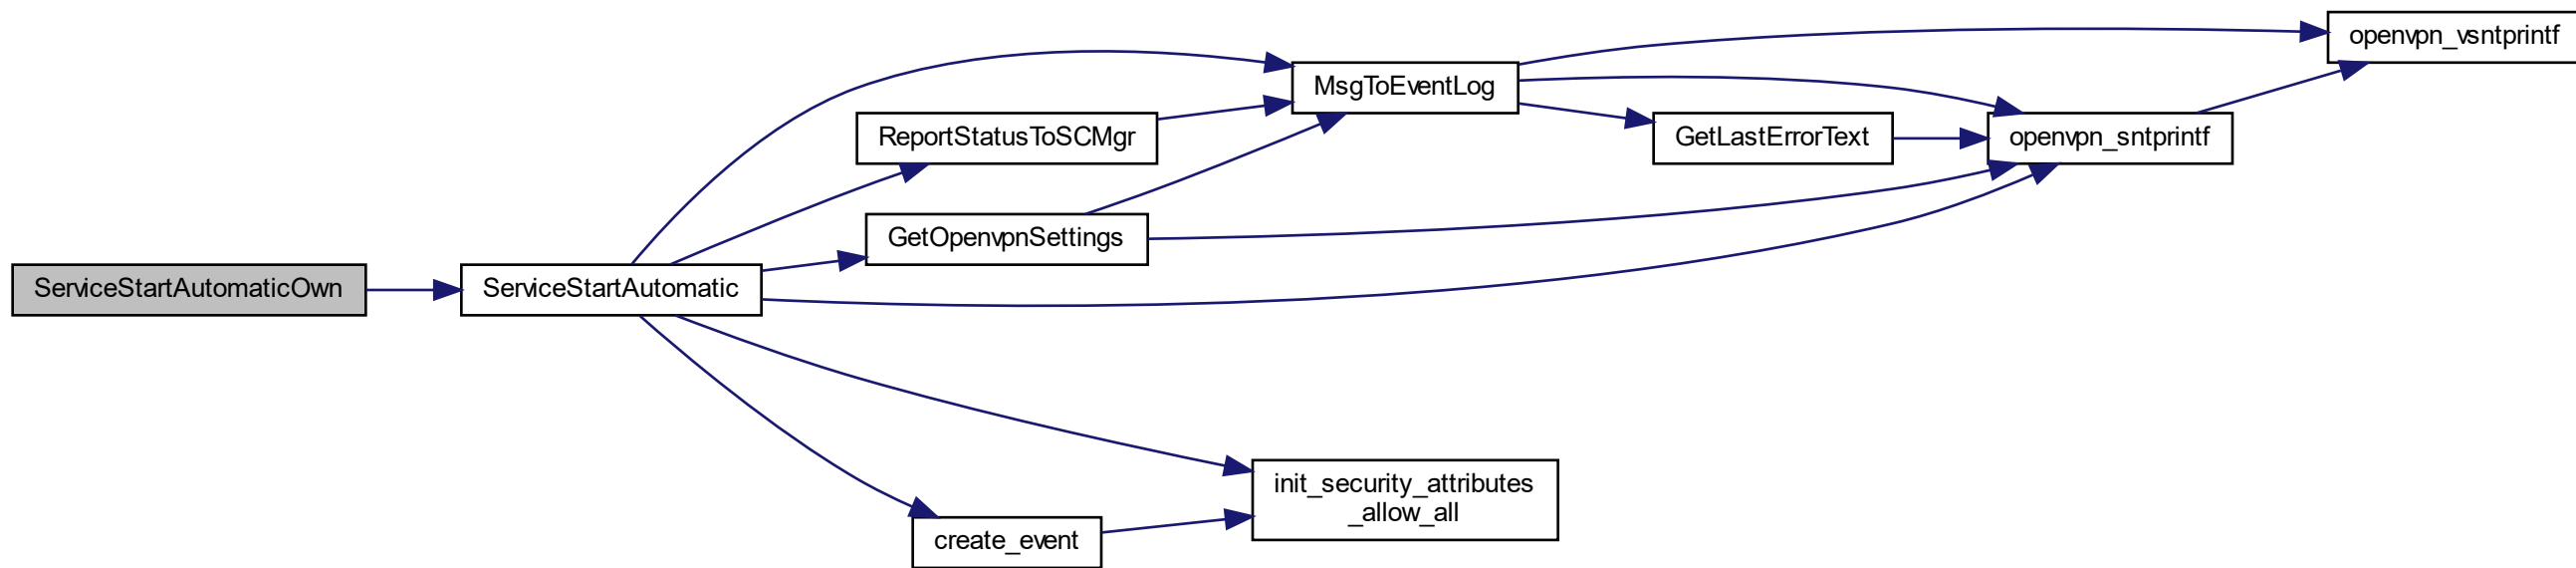 openvpn_vsntprintf
MsgToEventLog
ReportStatusToSCMgr
GetLastErrorText
openvpn_sntprintf
GetOpenvpnSettings
ServiceStartAutomaticOwn
ServiceStartAutomatic
init_security_attributes
_allow_all
create_event